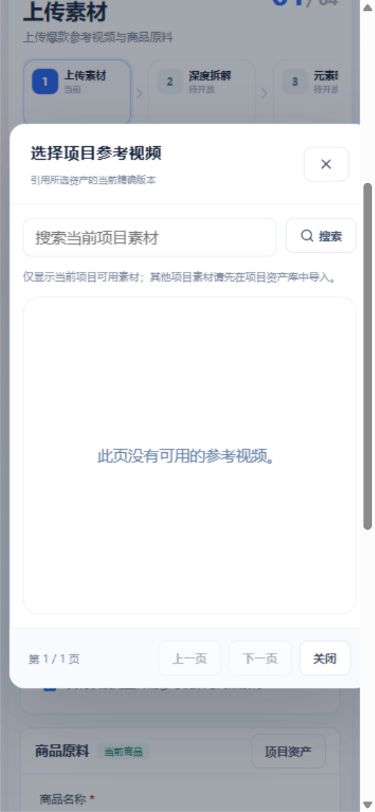 上传素材
上传爆款参考视频与商品原料
1 上传素材
当前
2 深度拆解
待开放
3
选择项目参考视频
引用所选资产的当前精确版本
搜索当前项目素材
搜索
仅显示当前项目可用素材；其他项目素材请先在项目资产库中导入。
此页没有可用的参考视频。
第 1 / 1 页
上一页
下一页
关闭
商品原料
当前商品
项目资产
商品名称 *